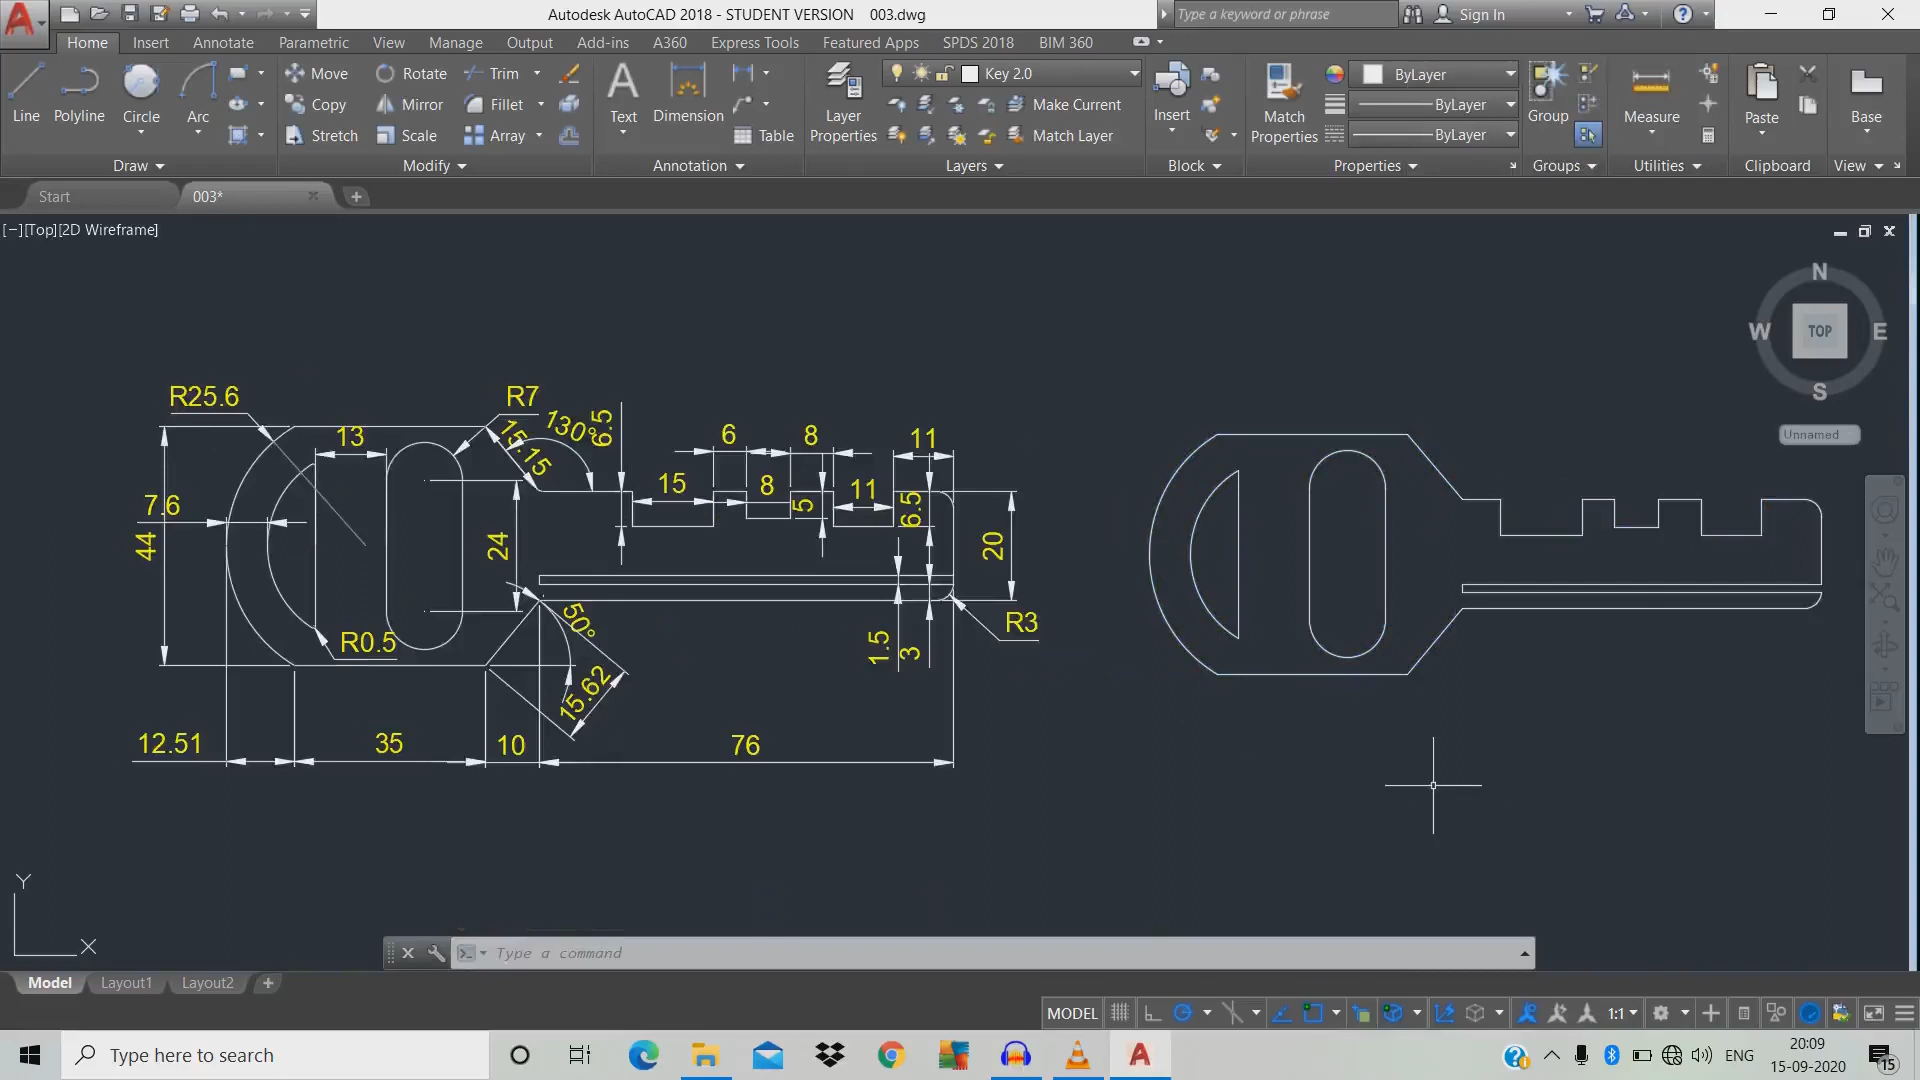 Autodesk AutoCAD 2018 - STUDENT VERSION 003.dwg
Type a keyword or phrase
Sign In
Home Insert Annotate Parametric View Manage Output Add-ins A360 Express Tools Featured Apps SPDS 2018 BIM 360
Line Polyline Circle Arc
Move Rotate Trim
Copy Mirror Fillet
Stretch Scale Array
Text Dimension Table
Layer Properties
Key 2.0
Make Current
Match Layer
Insert
Match Properties
ByLayer
ByLayer
ByLayer
Group
Measure
Paste
Base
Draw Modify Annotation Layers Block Properties Groups Utilities Clipboard View
Start 003*
[−][Top][2D Wireframe]
N
W TOP E
S
Unnamed
R25.6
R7
13
15.15
130°
6.5
6
8
11
15
8
5
11
6.5
7.6
44
24
20
R0.5
50°
15.62
1.5
3
R3
12.51
35
10
76
Y
X
Type a command
Model Layout1 Layout2
MODEL
1:1
Type here to search
ENG
20:09
15-09-2020
15